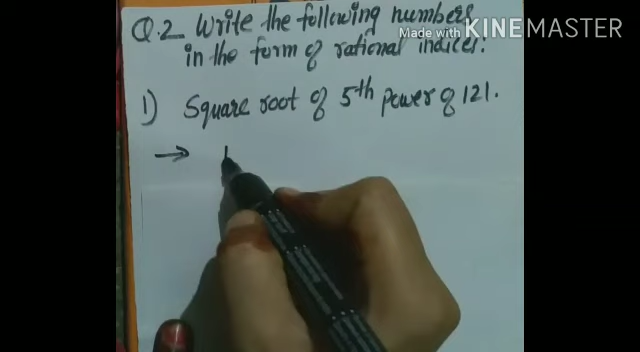 Q.2 Write the following numbers
in the form of rational indices.
1) Square root of 5th power of 121.
→ 1
Made with KINEMASTER